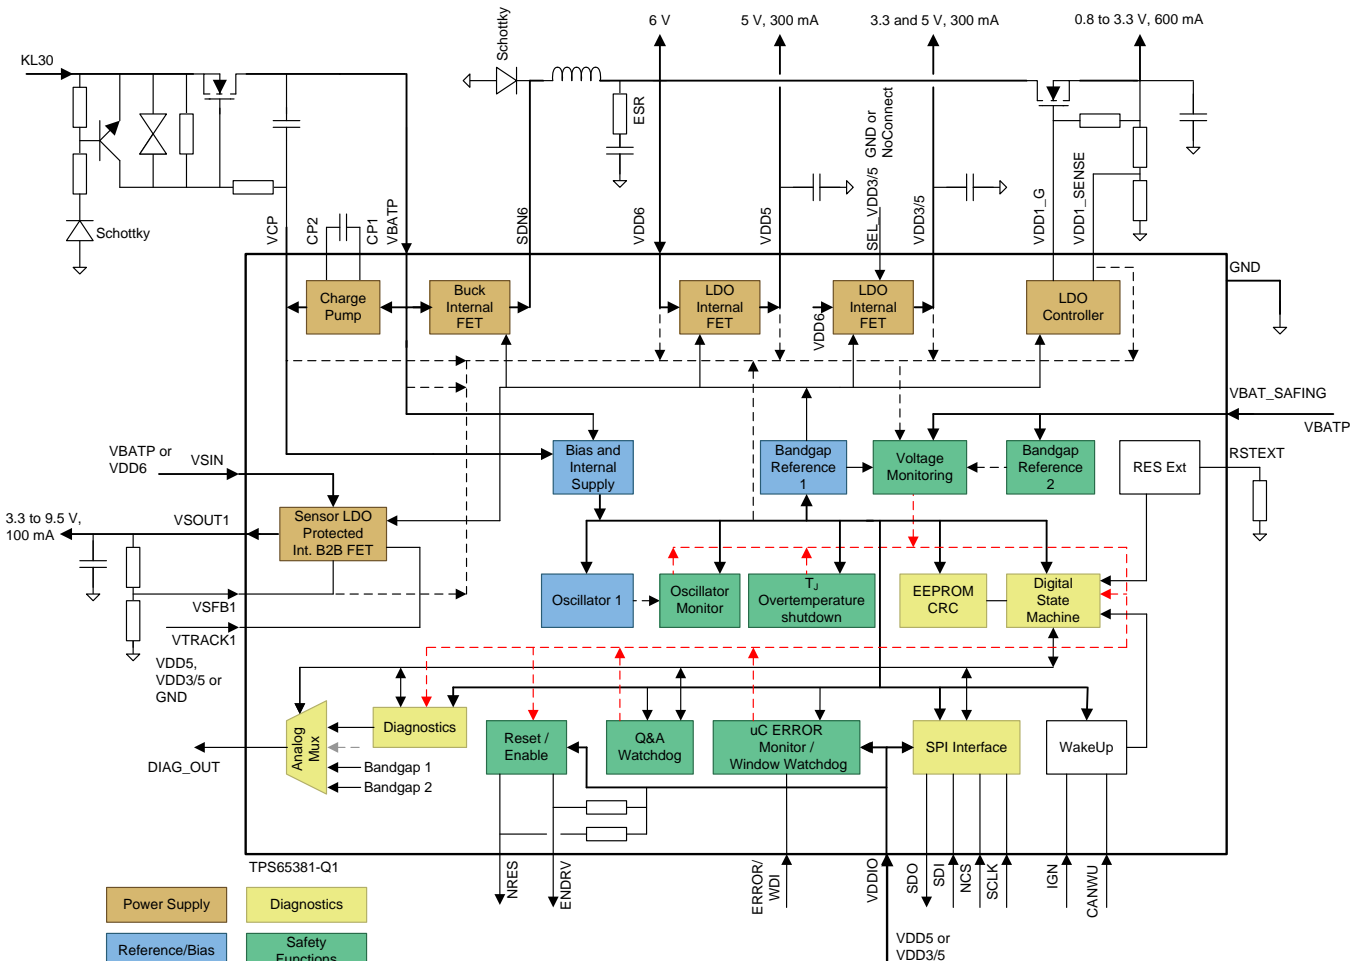 6 V
5 V, 300 mA
3.3 and 5 V, 300 mA
0.8 to 3.3 V, 600 mA
KL30
Schottky
ESR
GND or
NoConnect
Schottky
VCP
CP2
CP1
VBATP
SDN6
VDD6
VDD5
SEL_VDD3/5
VDD3/5
VDD1_G
VDD1_SENSE
GND
Charge
Pump
Buck
Internal
FET
LDO
Internal
FET
VDD6
LDO
Internal
FET
LDO
Controller
VBAT_SAFING
VBATP
VBATP or
VDD6
VSIN
Bias and
Internal
Supply
Bandgap
Reference
1
Voltage
Monitoring
Bandgap
Reference
2
RES Ext
RSTEXT
3.3 to 9.5 V,
100 mA
VSOUT1
Sensor LDO
Protected
Int. B2B FET
Oscillator 1
Oscillator
Monitor
TJ
Overtemperature
shutdown
EEPROM
CRC
Digital
State
Machine
VSFB1
VTRACK1
VDD5,
VDD3/5 or
GND
Analog
Mux
Diagnostics
Reset /
Enable
Q&A
Watchdog
uC ERROR
Monitor /
Window Watchdog
SPI Interface
WakeUp
DIAG_OUT
Bandgap 1
Bandgap 2
TPS65381-Q1
NRES
ENDRV
ERROR/
WDI
VDDIO
SDO
SDI
NCS
SCLK
IGN
CANWU
VDD5 or
VDD3/5
Power Supply
Diagnostics
Reference/Bias
Safety
Functions